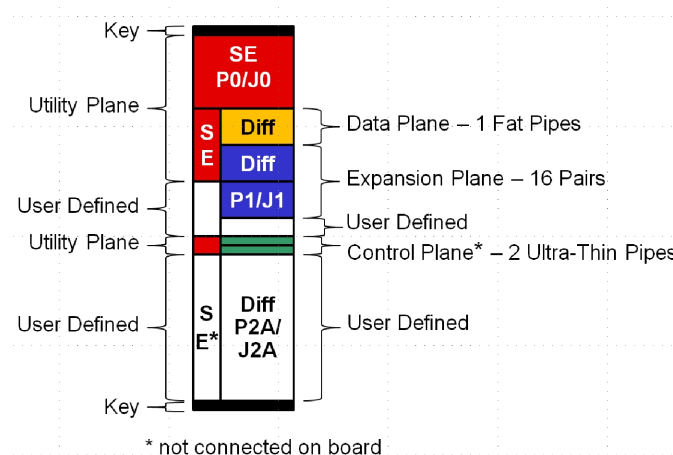 Key
SE
P0/J0
Utility Plane
S
E
Diff
Data Plane – 1 Fat Pipes
Diff
Expansion Plane – 16 Pairs
P1/J1
User Defined
User Defined
Utility Plane
Control Plane* – 2 Ultra-Thin Pipes
User Defined
S
E*
Diff
P2A/
J2A
User Defined
Key
* not connected on board